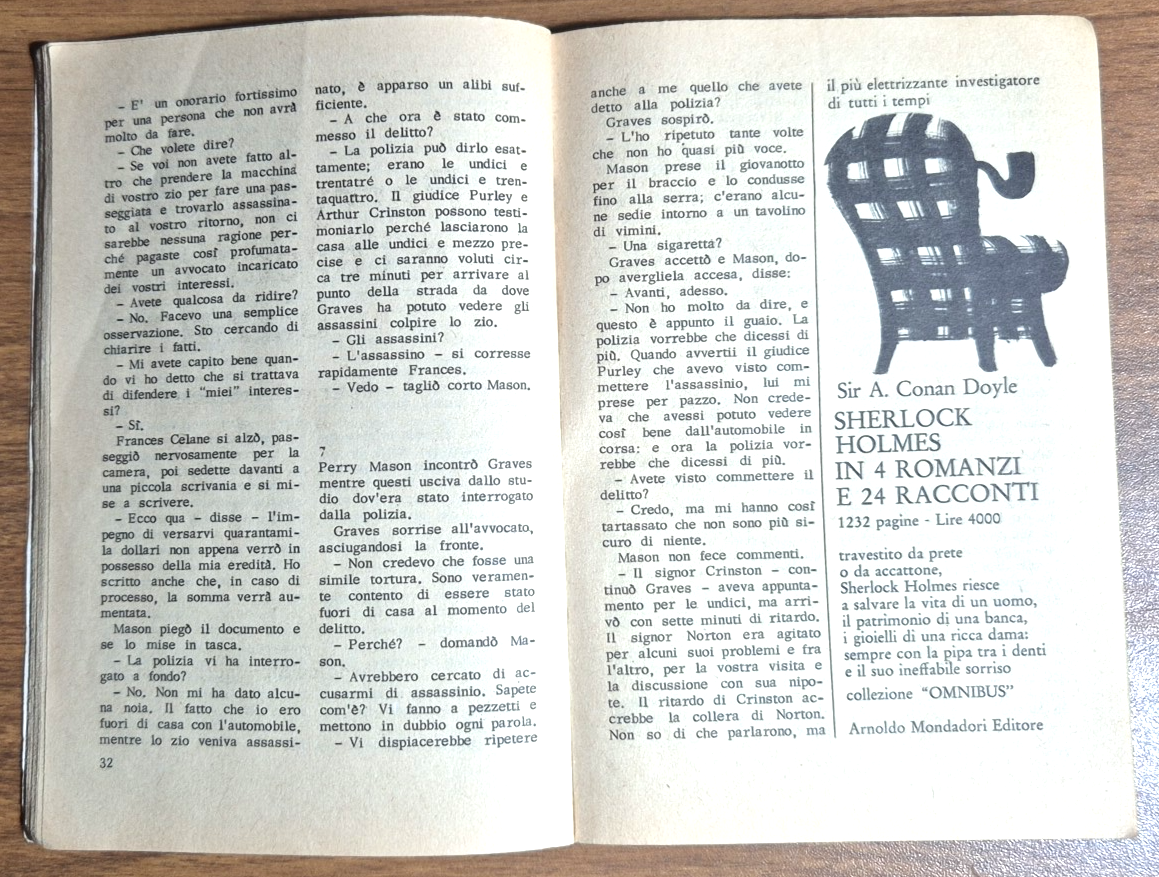 – E' un onorario fortissimo
per una persona che non avrà
molto da fare.
– Che volete dire?
– Se voi non avete fatto al-
tro che prendere la macchina
di vostro zio per fare una pas-
seggiata e trovarlo assassina-
to al vostro ritorno, non ci
sarebbe nessuna ragione per-
ché pagaste così profumata-
mente un avvocato incaricato
dei vostri interessi.
– Avete qualcosa da ridire?
– No. Facevo una semplice
osservazione. Sto cercando di
chiarire i fatti.
– Mi avete capito bene quan-
do vi ho detto che si trattava
di difendere i "miei" interes-
si?
– Sì.
Frances Celane si alzò, pas-
seggiò nervosamente per la
camera, poi sedette davanti a
una piccola scrivania e si mi-
se a scrivere.
– Ecco qua – disse – l'im-
pegno di versarvi quarantami-
la dollari non appena verrò in
possesso della mia eredità. Ho
scritto anche che, in caso di
processo, la somma verrà au-
mentata.
Mason piegò il documento e
se lo mise in tasca.
– La polizia vi ha interro-
gato a fondo?
– No. Non mi ha dato alcu-
na noia. Il fatto che io ero
fuori di casa con l'automobile,
mentre lo zio veniva assassi-
32
nato, è apparso un alibi suf-
ficiente.
– A che ora è stato com-
messo il delitto?
– La polizia può dirlo esat-
tamente; erano le undici e
trentatré o le undici e tren-
taquattro. Il giudice Purley e
Arthur Crinston possono testi-
moniarlo perché lasciarono la
casa alle undici e mezzo pre-
cise e ci saranno voluti cir-
ca tre minuti per arrivare al
punto della strada da dove
Graves ha potuto vedere gli
assassini colpire lo zio.
– Gli assassini?
– L'assassino – si corresse
rapidamente Frances.
– Vedo – tagliò corto Mason.
7
Perry Mason incontrò Graves
mentre questi usciva dallo stu-
dio dov'era stato interrogato
dalla polizia.
Graves sorrise all'avvocato,
asciugandosi la fronte.
– Non credevo che fosse una
simile tortura. Sono veramen-
te contento di essere stato
fuori di casa al momento del
delitto.
– Perché? – domandò Ma-
son.
– Avrebbero cercato di ac-
cusarmi di assassinio. Sapete
com'è? Vi fanno a pezzetti e
mettono in dubbio ogni parola.
– Vi dispiacerebbe ripetere
anche a me quello che avete
detto alla polizia?
Graves sospirò.
– L'ho ripetuto tante volte
che non ho quasi più voce.
Mason prese il giovanotto
per il braccio e lo condusse
fino alla serra; c'erano alcu-
ne sedie intorno a un tavolino
di vimini.
– Una sigaretta?
Graves accettò e Mason, do-
po avergliela accesa, disse:
– Avanti, adesso.
– Non ho molto da dire, e
questo è appunto il guaio. La
polizia vorrebbe che dicessi di
più. Quando avvertii il giudice
Purley che avevo visto com-
mettere l'assassinio, lui mi
prese per pazzo. Non crede-
va che avessi potuto vedere
così bene dall'automobile in
corsa: e ora la polizia vor-
rebbe che dicessi di più.
– Avete visto commettere il
delitto?
– Credo, ma mi hanno così
tartassato che non sono più si-
curo di niente.
Mason non fece commenti.
– Il signor Crinston – con-
tinuò Graves – aveva appunta-
mento per le undici, ma arri-
vò con sette minuti di ritardo.
Il signor Norton era agitato
per alcuni suoi problemi e fra
l'altro, per la vostra visita e
la discussione con sua nipo-
te. Il ritardo di Crinston ac-
crebbe la collera di Norton.
Non so di che parlarono, ma
il più elettrizzante investigatore
di tutti i tempi
Sir A. Conan Doyle
SHERLOCK
HOLMES
IN 4 ROMANZI
E 24 RACCONTI
1232 pagine - Lire 4000
travestito da prete
o da accattone,
Sherlock Holmes riesce
a salvare la vita di un uomo,
il patrimonio di una banca,
i gioielli di una ricca dama:
sempre con la pipa tra i denti
e il suo ineffabile sorriso
collezione "OMNIBUS"
Arnoldo Mondadori Editore